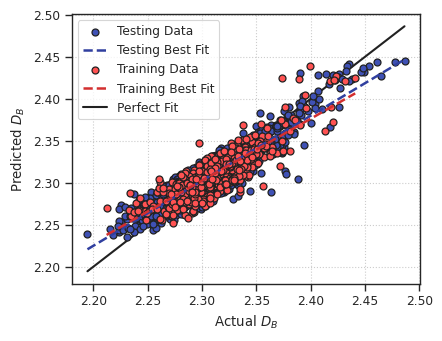 2.50
2.45
2.40
2.35
2.30
2.25
2.20
Predicted D_B
Testing Data
Testing Best Fit
Training Data
Training Best Fit
Perfect Fit
2.20 2.25 2.30 2.35 2.40 2.45 2.50
Actual D_B